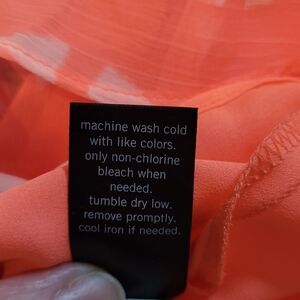 machine wash cold
with like colors.
only non-chlorine
bleach when
needed.
tumble dry low.
remove promptly.
cool iron if needed.